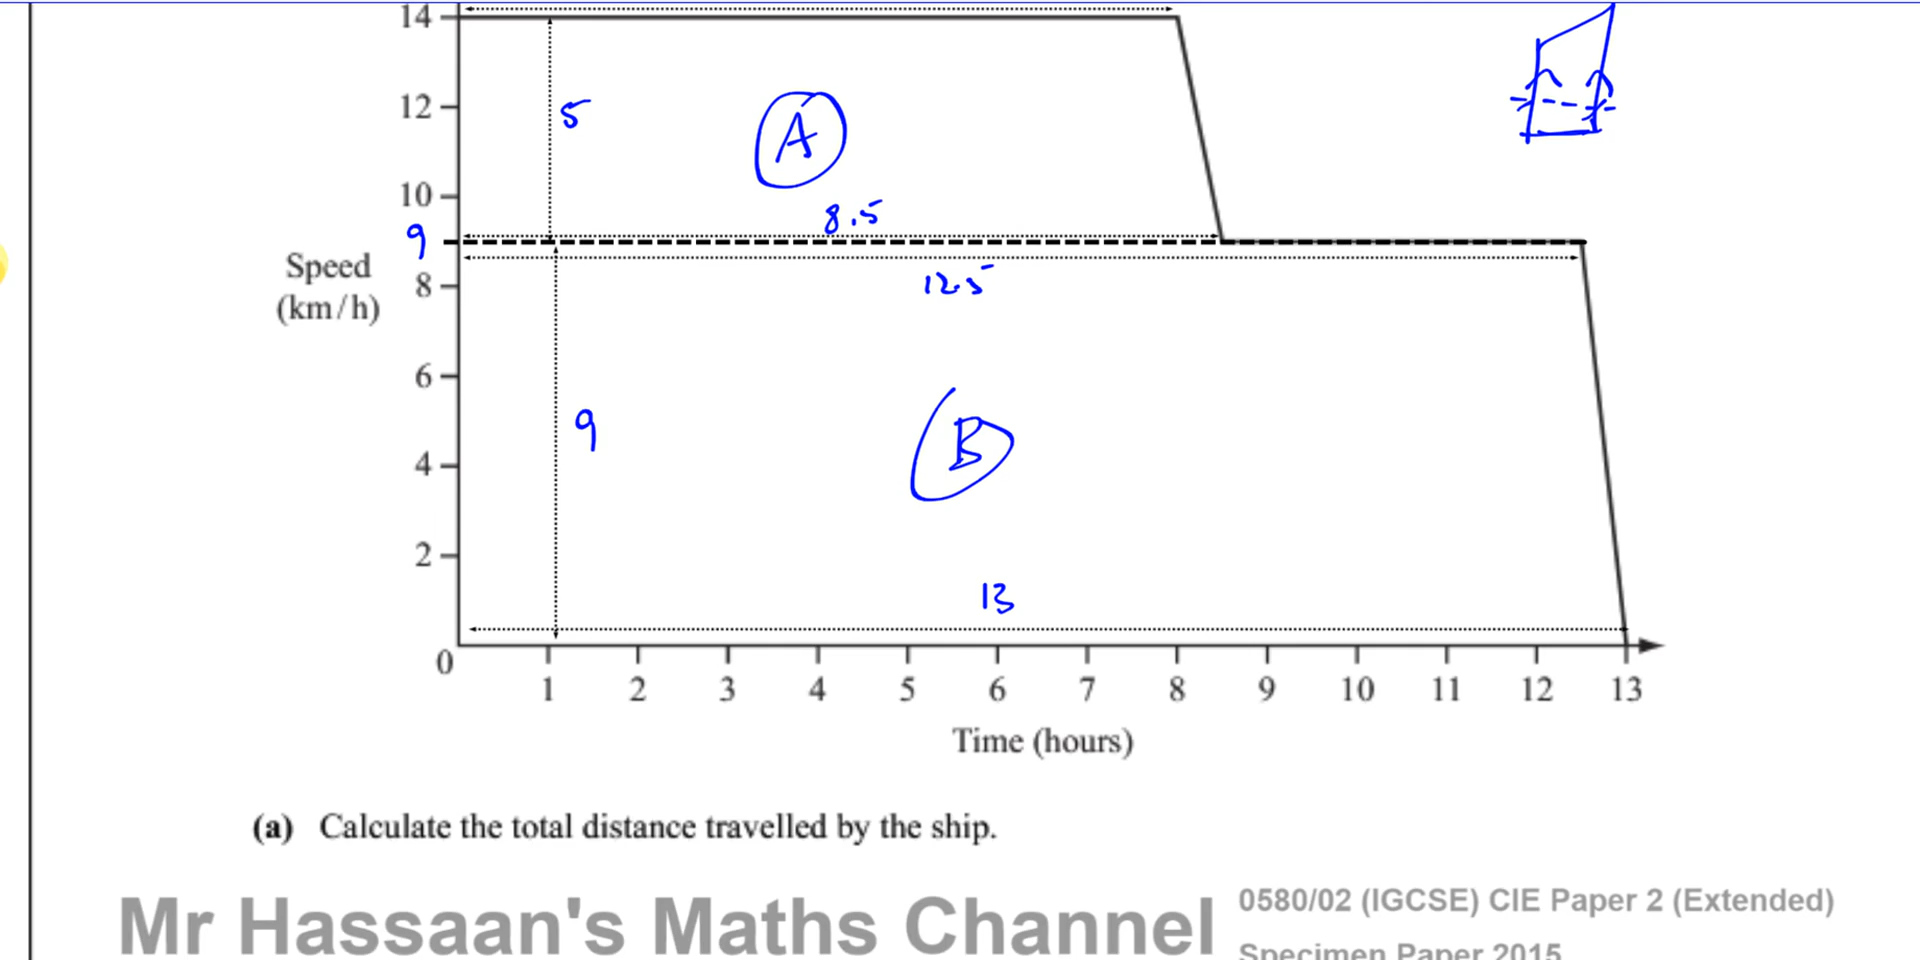 14
5
12
A
10
8.5
9
Speed
(km/h)
12.5
8
6
9
B
4
2
13
0
1 2 3 4 5 6 7 8 9 10 11 12 13
Time (hours)
(a) Calculate the total distance travelled by the ship.
Mr Hassaan's Maths Channel
0580/02 (IGCSE) CIE Paper 2 (Extended)
Specimen Paper 2015